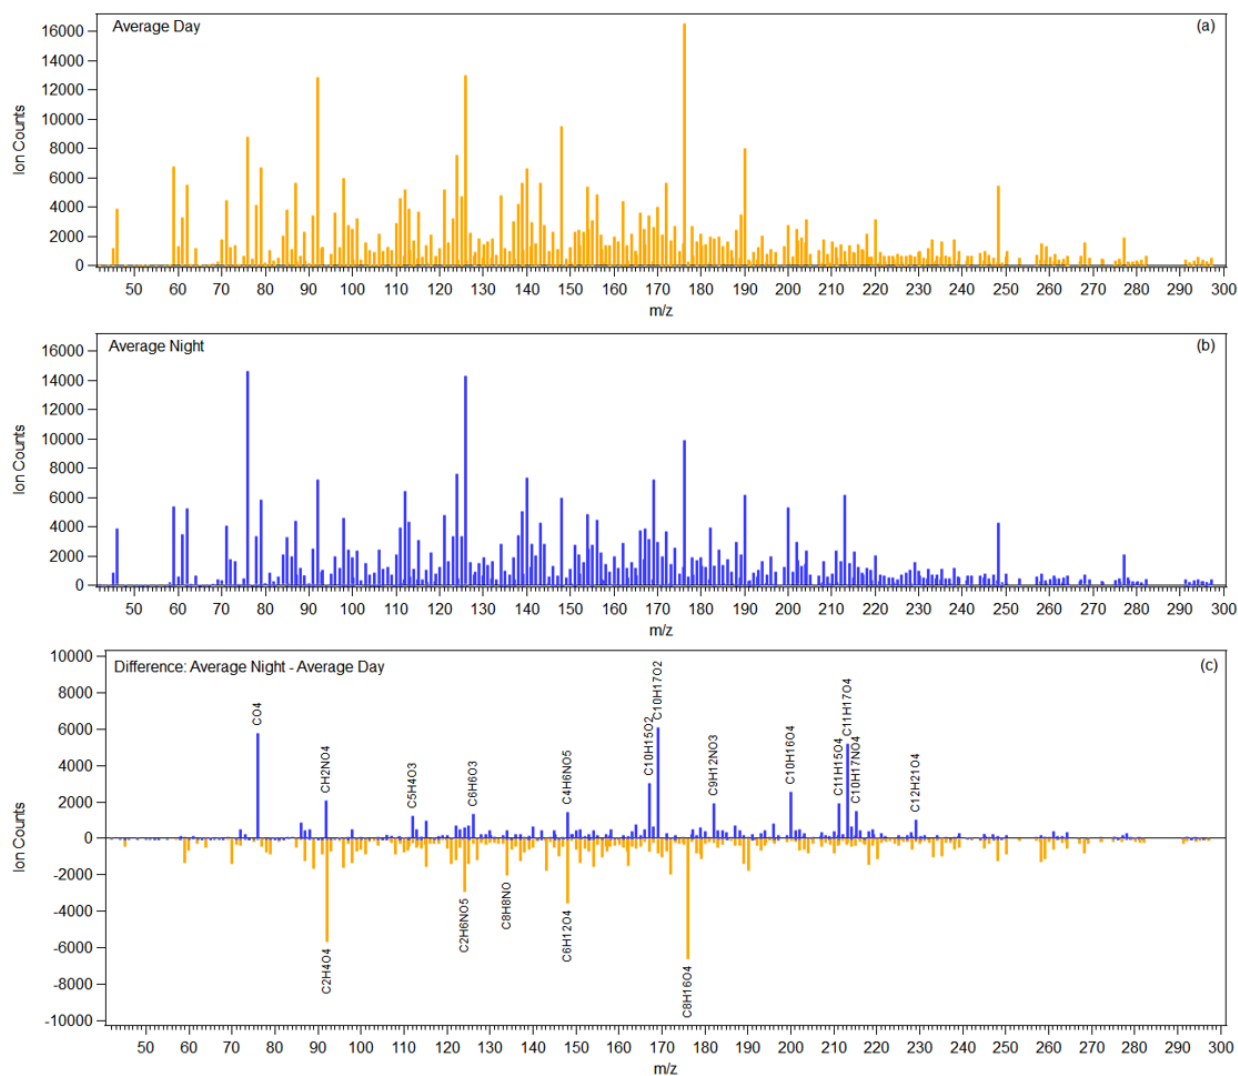 Average Day
(a)
16000
14000
12000
10000
8000
6000
4000
2000
0
Ion Counts
50 60 70 80 90 100 110 120 130 140 150 160 170 180 190 200 210 220 230 240 250 260 270 280 290 300
m/z
Average Night
(b)
16000
14000
12000
10000
8000
6000
4000
2000
0
Ion Counts
50 60 70 80 90 100 110 120 130 140 150 160 170 180 190 200 210 220 230 240 250 260 270 280 290 300
m/z
Difference: Average Night - Average Day
(c)
10000
8000
6000
4000
2000
0
-2000
-4000
-6000
-8000
-10000
Ion Counts
CO4
CH2NO4
C5H4O3
C6H6O3
C4H6NO5
C10H15O2
C10H17O2
C9H12NO3
C10H16O4
C11H15O4
C11H17O4
C10H17NO4
C12H21O4
C2H4O4
C2H6NO5
C8H8NO
C6H12O4
C8H16O4
50 60 70 80 90 100 110 120 130 140 150 160 170 180 190 200 210 220 230 240 250 260 270 280 290 300
m/z